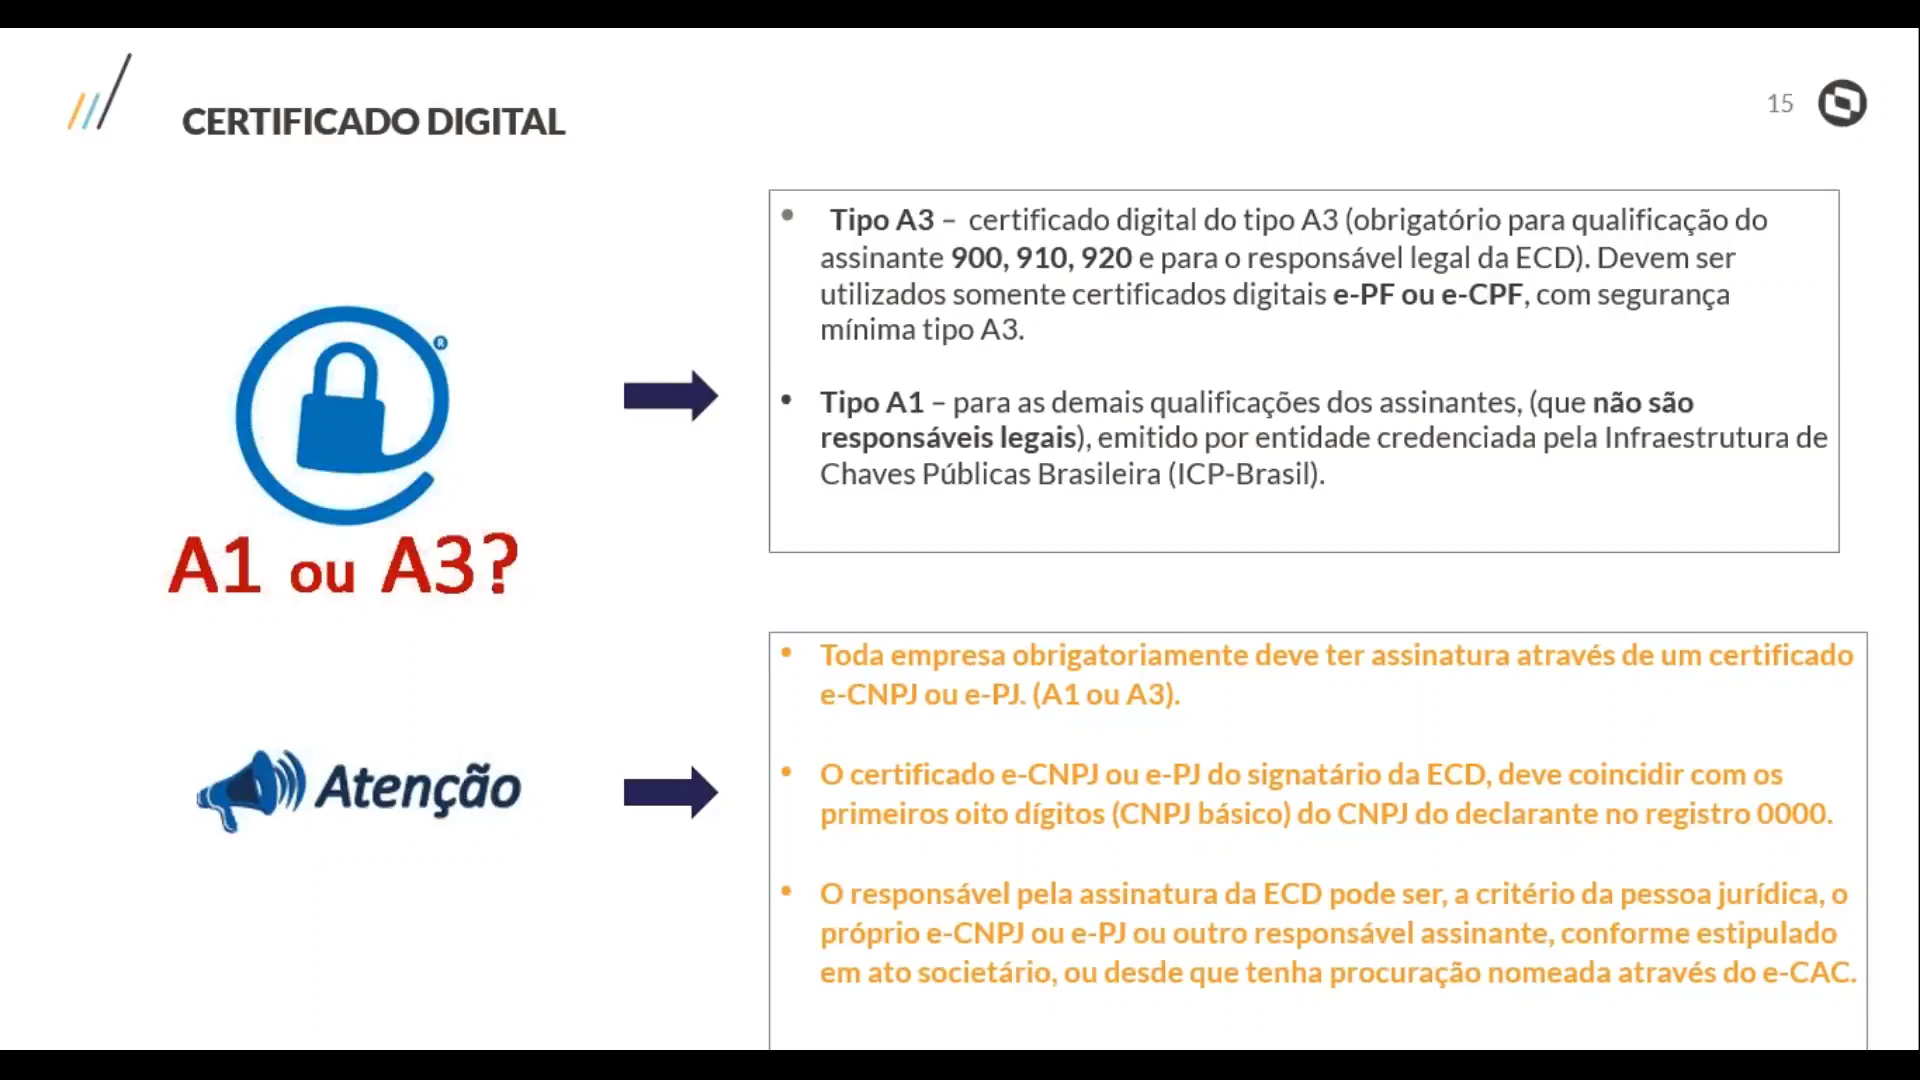 CERTIFICADO DIGITAL
15
• Tipo A3 – certificado digital do tipo A3 (obrigatório para qualificação do
assinante 900, 910, 920 e para o responsável legal da ECD). Devem ser
utilizados somente certificados digitais e-PF ou e-CPF, com segurança
mínima tipo A3.
• Tipo A1 – para as demais qualificações dos assinantes, (que não são
responsáveis legais), emitido por entidade credenciada pela Infraestrutura de
Chaves Públicas Brasileira (ICP-Brasil).
®
A1 ou A3?
Atenção
• Toda empresa obrigatoriamente deve ter assinatura através de um certificado
e-CNPJ ou e-PJ. (A1 ou A3).
• O certificado e-CNPJ ou e-PJ do signatário da ECD, deve coincidir com os
primeiros oito dígitos (CNPJ básico) do CNPJ do declarante no registro 0000.
• O responsável pela assinatura da ECD pode ser, a critério da pessoa jurídica, o
próprio e-CNPJ ou e-PJ ou outro responsável assinante, conforme estipulado
em ato societário, ou desde que tenha procuração nomeada através do e-CAC.